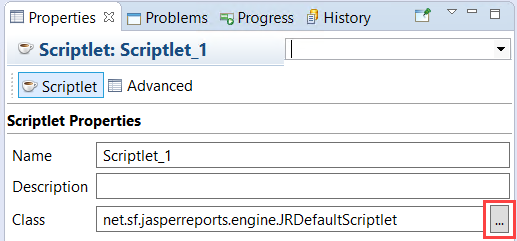 Properties Problems Progress History
Scriptlet: Scriptlet_1
Scriptlet Advanced
Scriptlet Properties
Name Scriptlet_1
Description
Class net.sf.jasperreports.engine.JRDefaultScriptlet ...